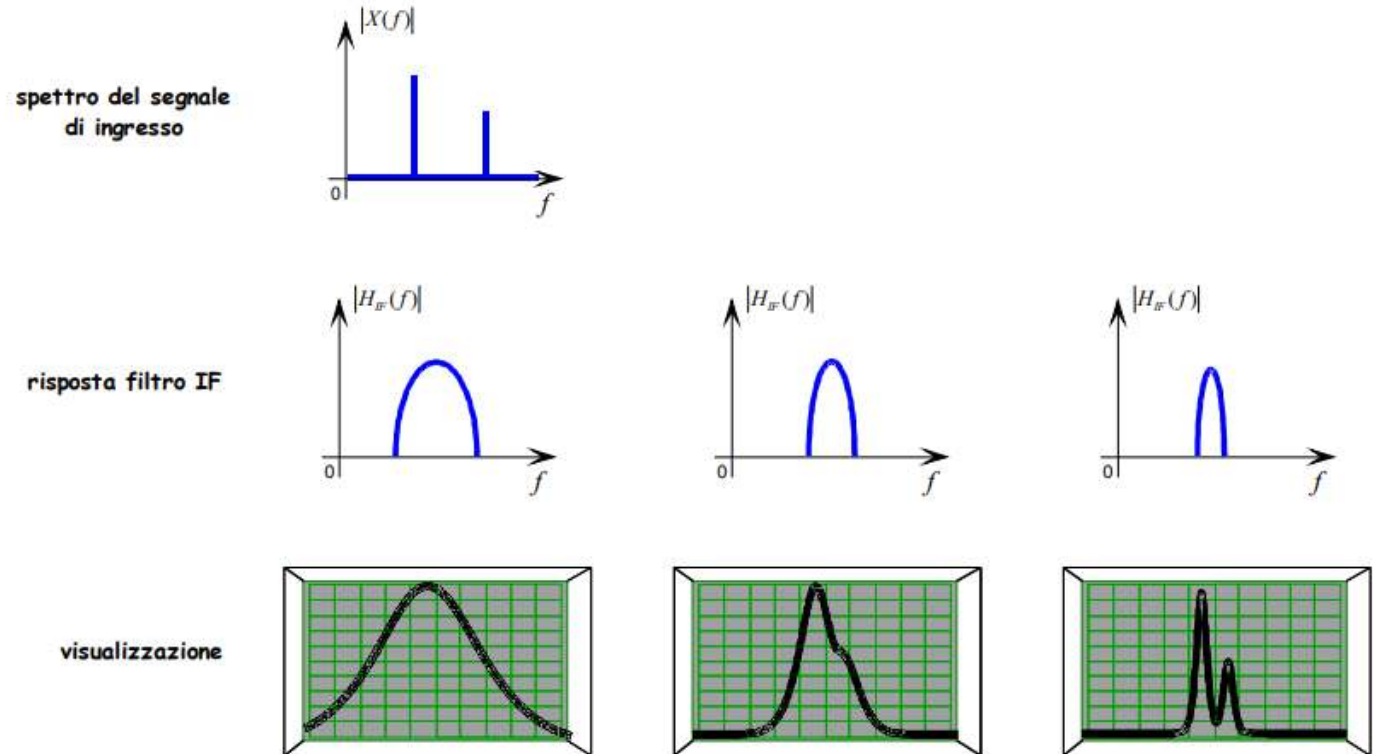 |X(f)|
spettro del segnale
di ingresso
0
f
|H_IF(f)|
|H_IF(f)|
|H_IF(f)|
risposta filtro IF
0
f
0
f
0
f
visualizzazione